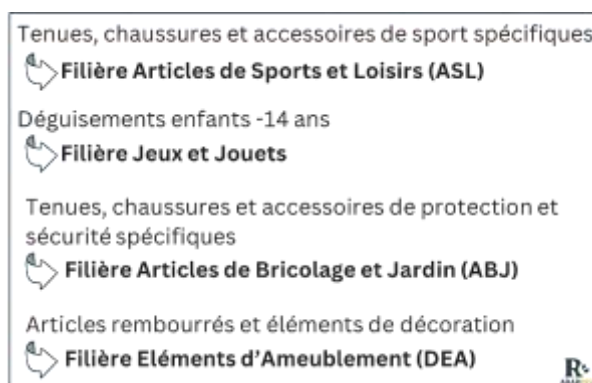 Tenues, chaussures et accessoires de sport spécifiques
Filière Articles de Sports et Loisirs (ASL)
Déguisements enfants -14 ans
Filière Jeux et Jouets
Tenues, chaussures et accessoires de protection et
sécurité spécifiques
Filière Articles de Bricolage et Jardin (ABJ)
Articles rembourrés et éléments de décoration
Filière Eléments d’Ameublement (DEA)
R